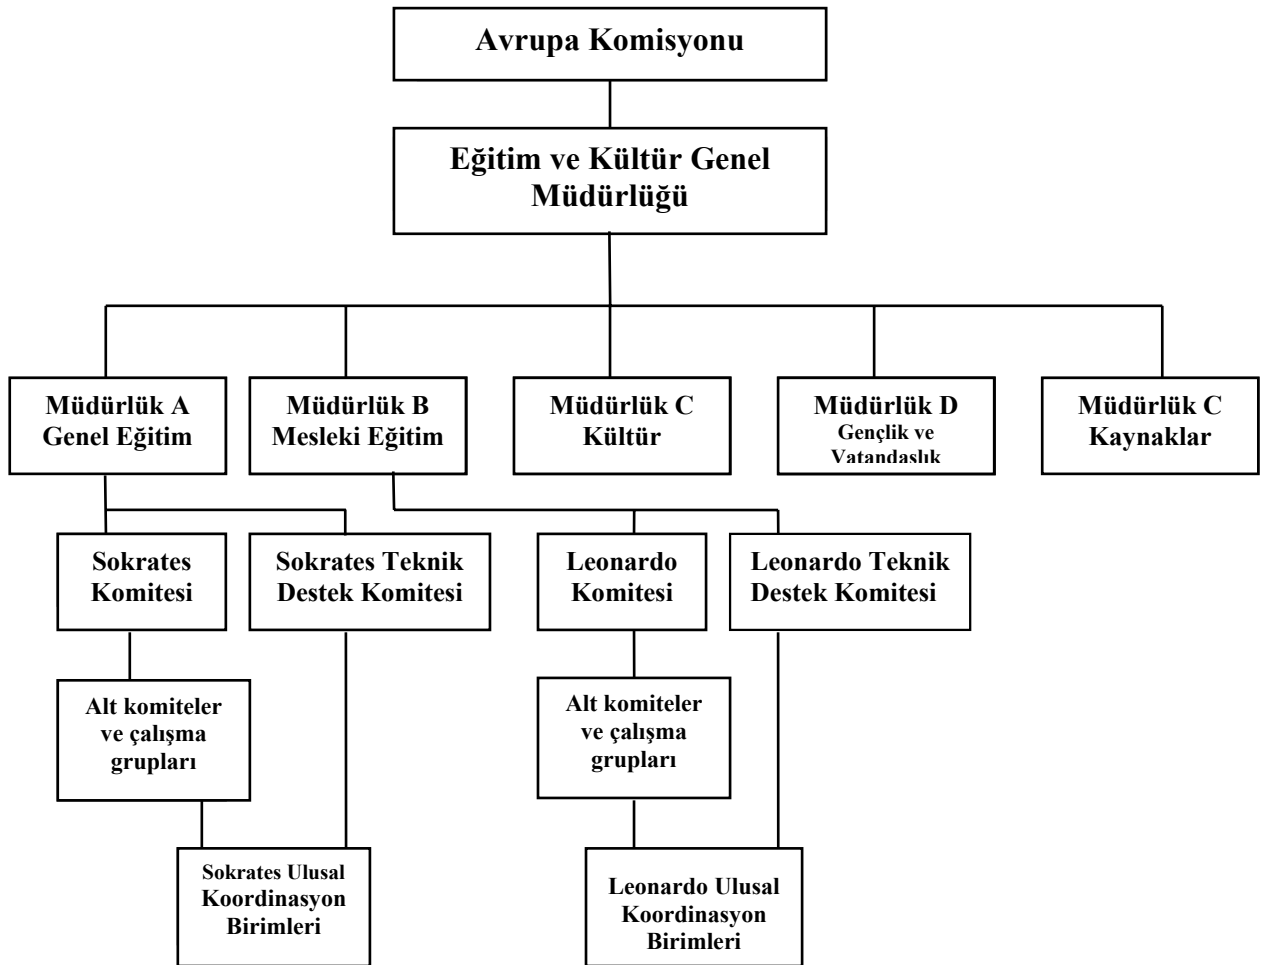 Avrupa Komisyonu
Eğitim ve Kültür Genel
Müdürlüğü
Müdürlük A
Genel Eğitim
Müdürlük B
Mesleki Eğitim
Müdürlük C
Kültür
Müdürlük D
Gençlik ve
Vatandaşlık
Müdürlük C
Kaynaklar
Sokrates
Komitesi
Sokrates Teknik
Destek Komitesi
Leonardo
Komitesi
Leonardo Teknik
Destek Komitesi
Alt komiteler
ve çalışma
grupları
Alt komiteler
ve çalışma
grupları
Sokrates Ulusal
Koordinasyon
Birimleri
Leonardo Ulusal
Koordinasyon
Birimleri